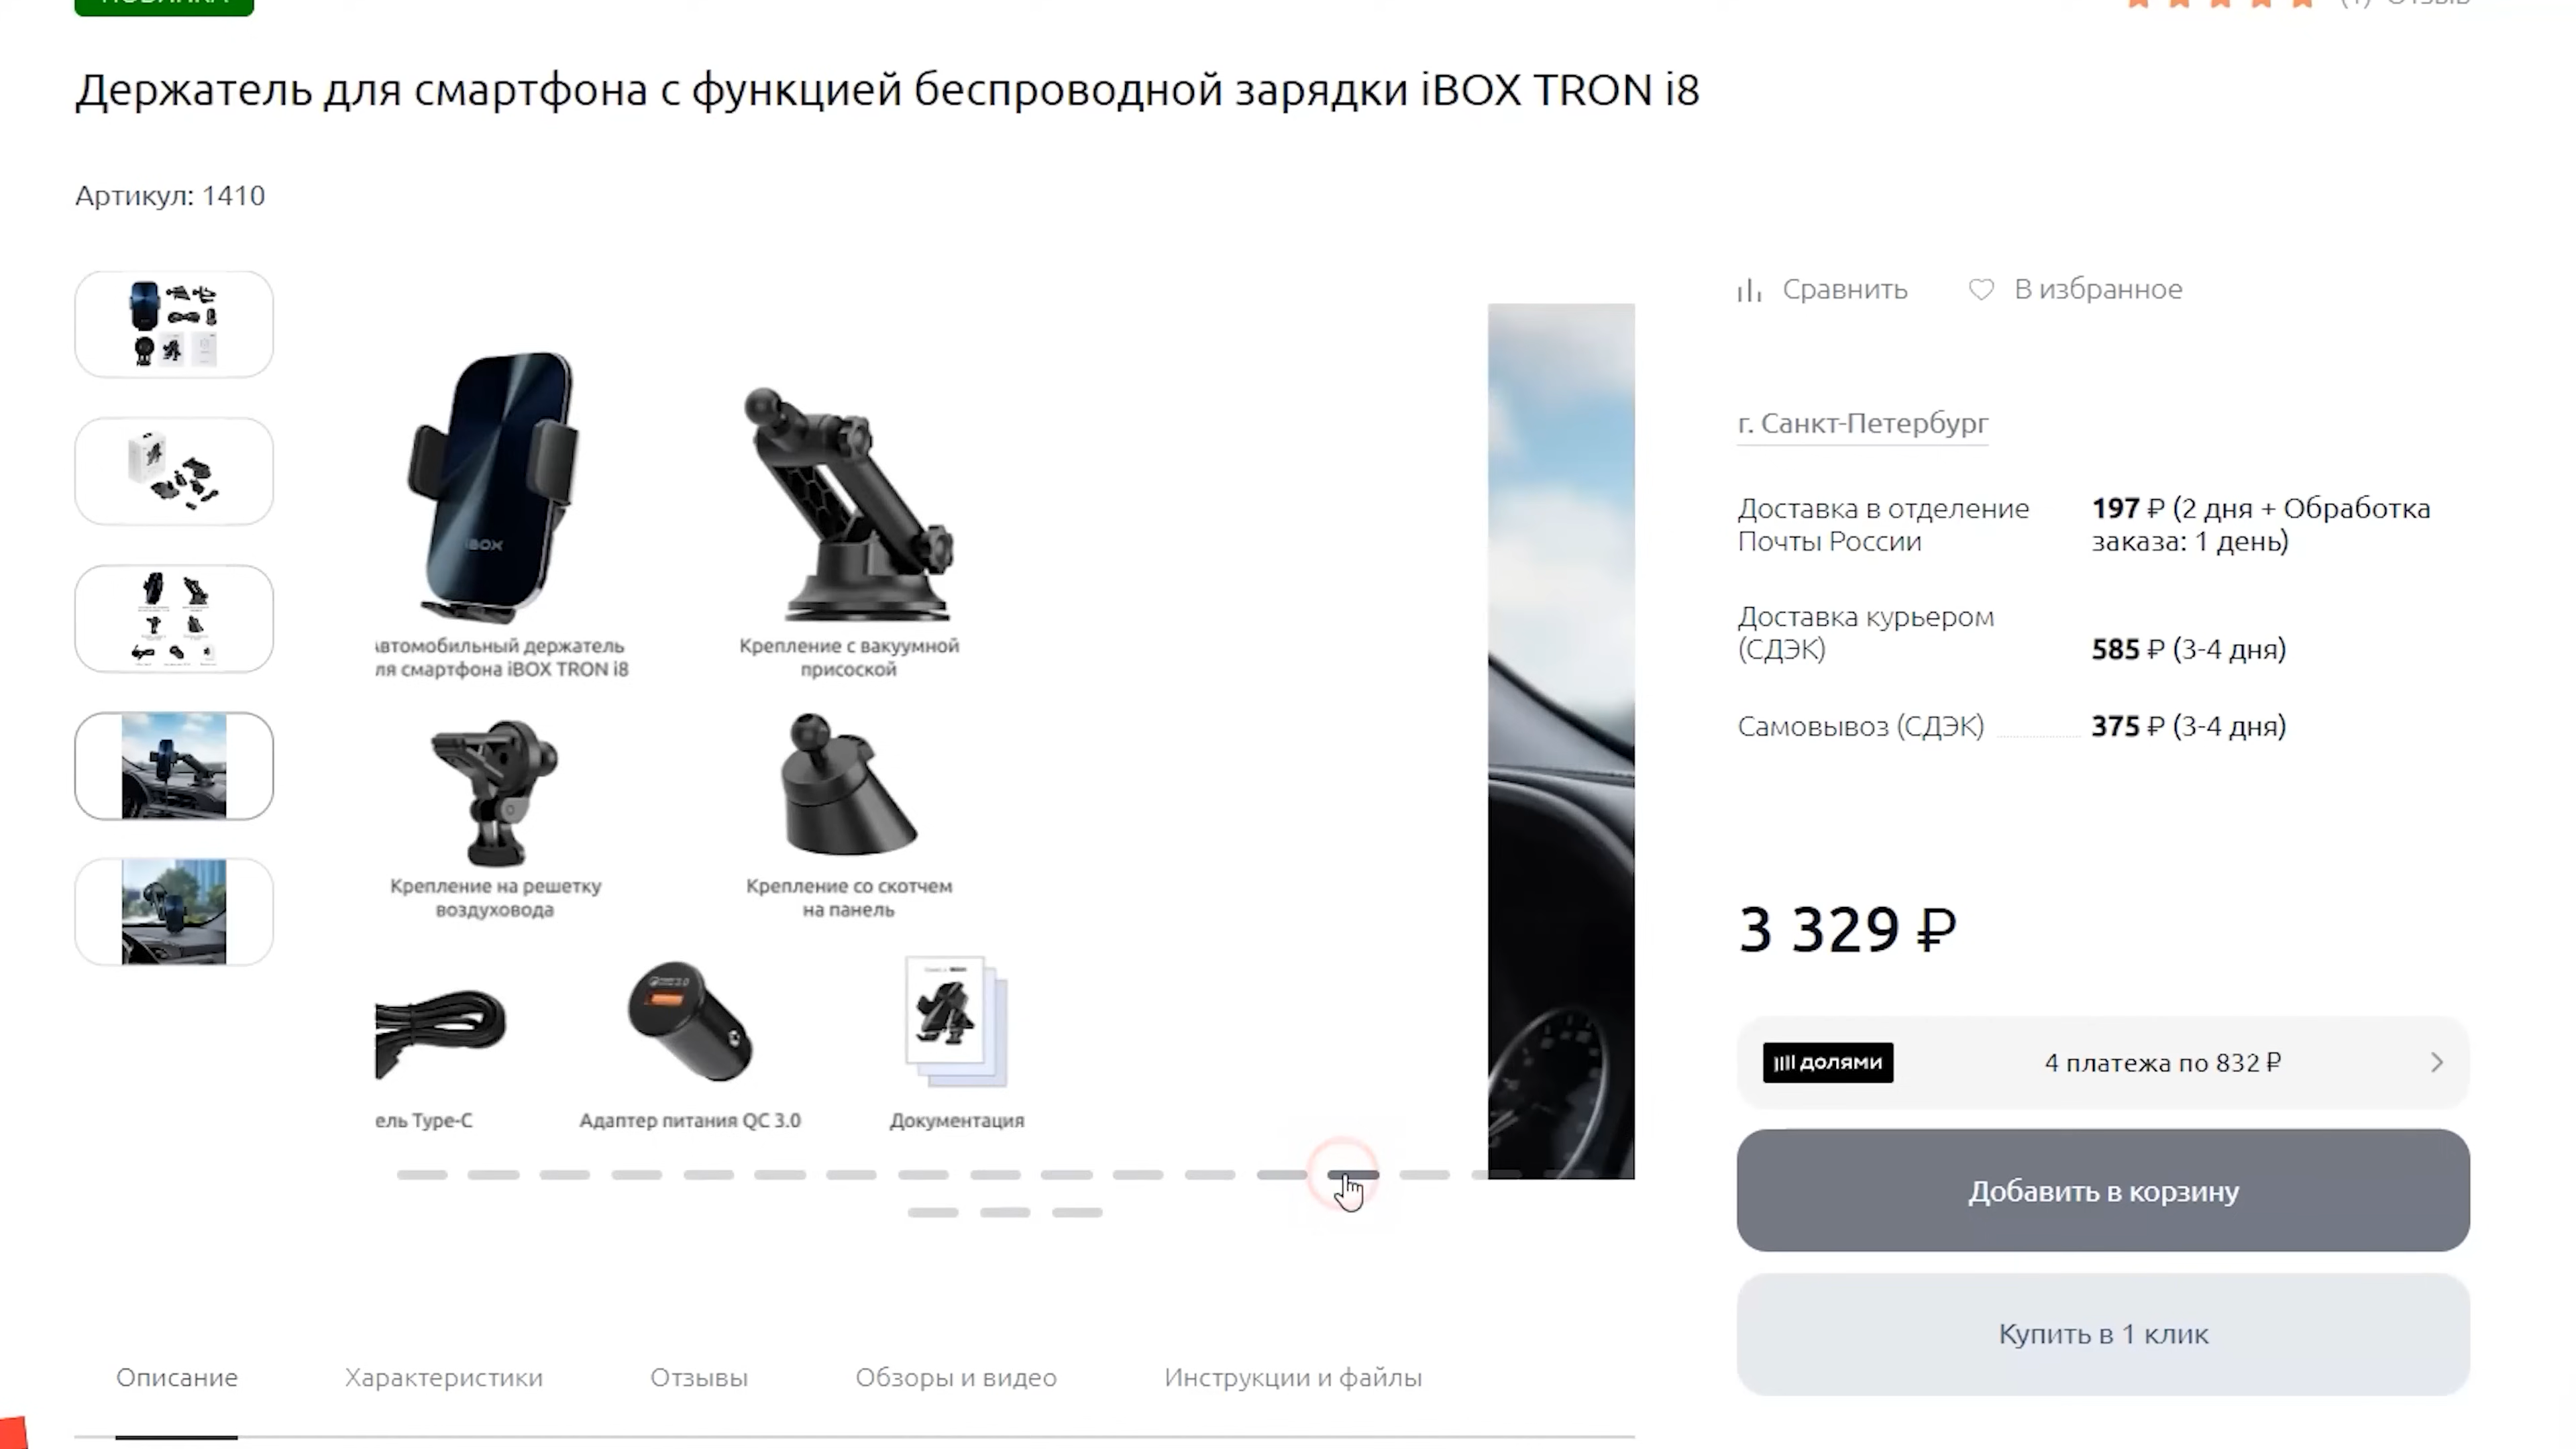 НОВИНКА
(1) Отзыв
Держатель для смартфона с функцией беспроводной зарядки iBOX TRON i8
Артикул: 1410
Сравнить
В избранное
г. Санкт-Петербург
Доставка в отделение
Почты России
197 ₽ (2 дня + Обработка
заказа: 1 день)
Доставка курьером
(СДЭК)
585 ₽ (3-4 дня)
Самовывоз (СДЭК)
375 ₽ (3-4 дня)
iBOX
втомобильный держатель
ля смартфона iBOX TRON i8
Крепление с вакуумной
присоской
Крепление на решетку
воздуховода
Крепление со скотчем
на панель
ель Type-C
Адаптер питания QC 3.0
Документация
3 329 ₽
долями
4 платежа по 832 ₽
Добавить в корзину
Купить в 1 клик
Описание
Характеристики
Отзывы
Обзоры и видео
Инструкции и файлы